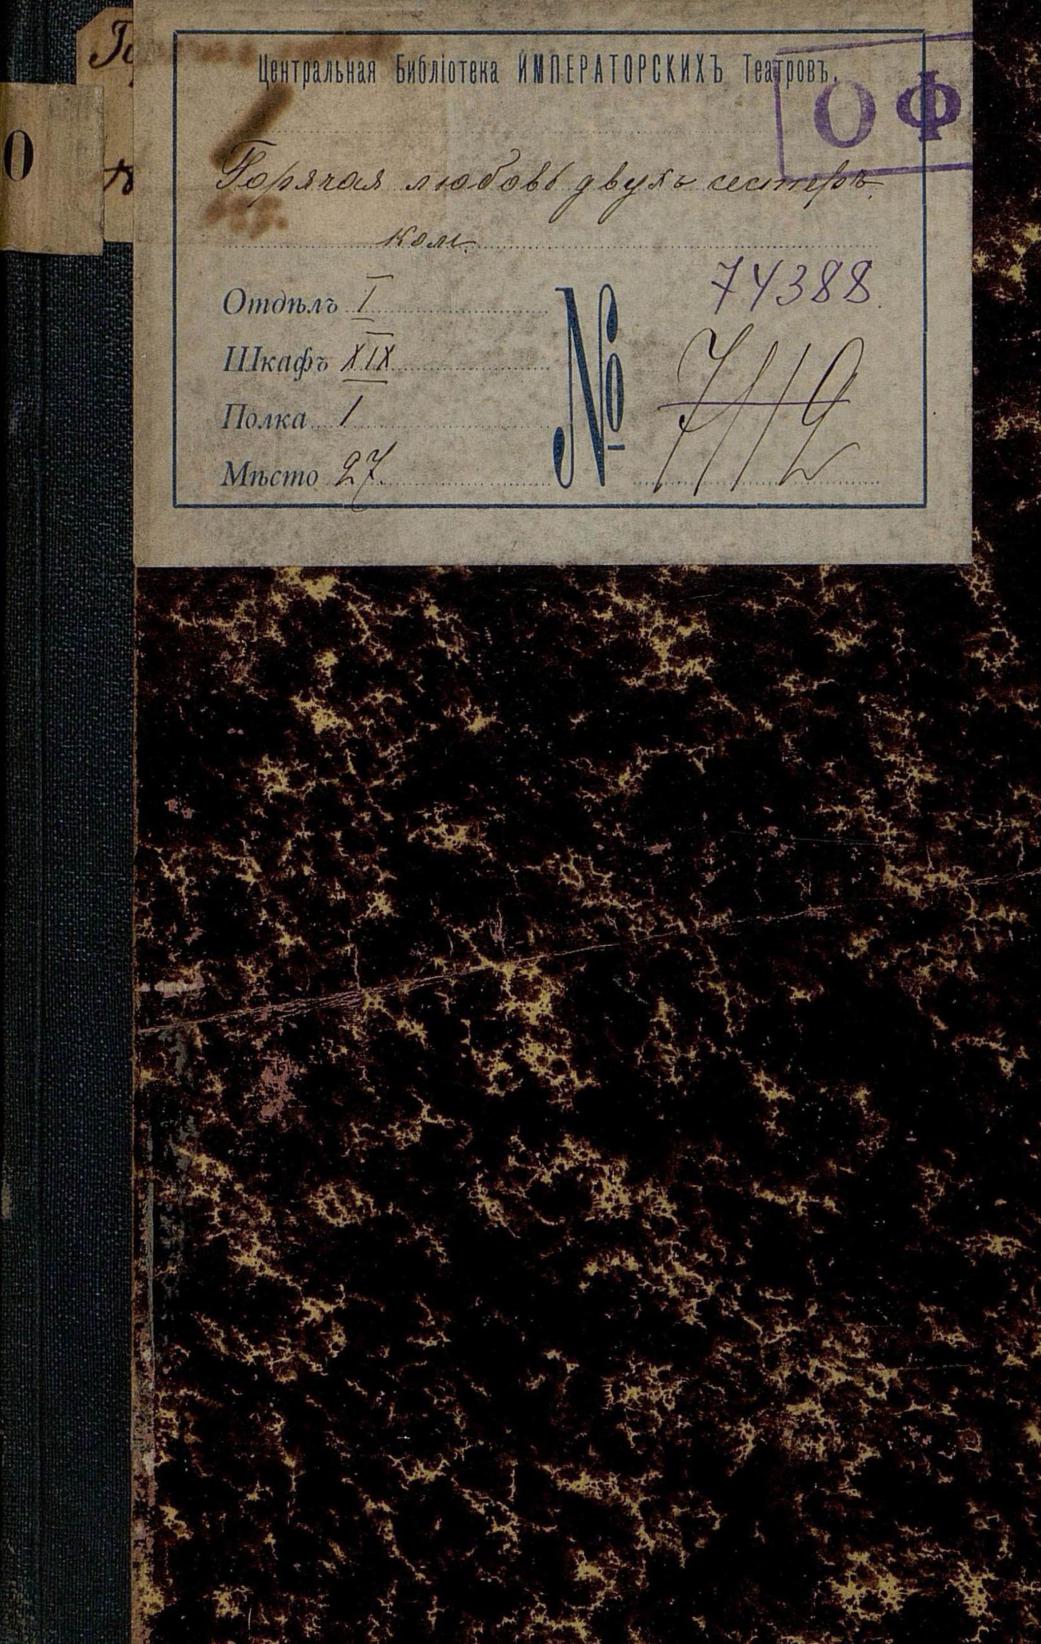 Центральная Библіотека ИМПЕРАТОРСКИХЪ Театровъ.
ОФ
О
Горячая любовь двухъ сестеръ.
ком.
74388.
Отдѣлъ I
Шкафъ XIX
Полка 1
Мѣсто 27.
№